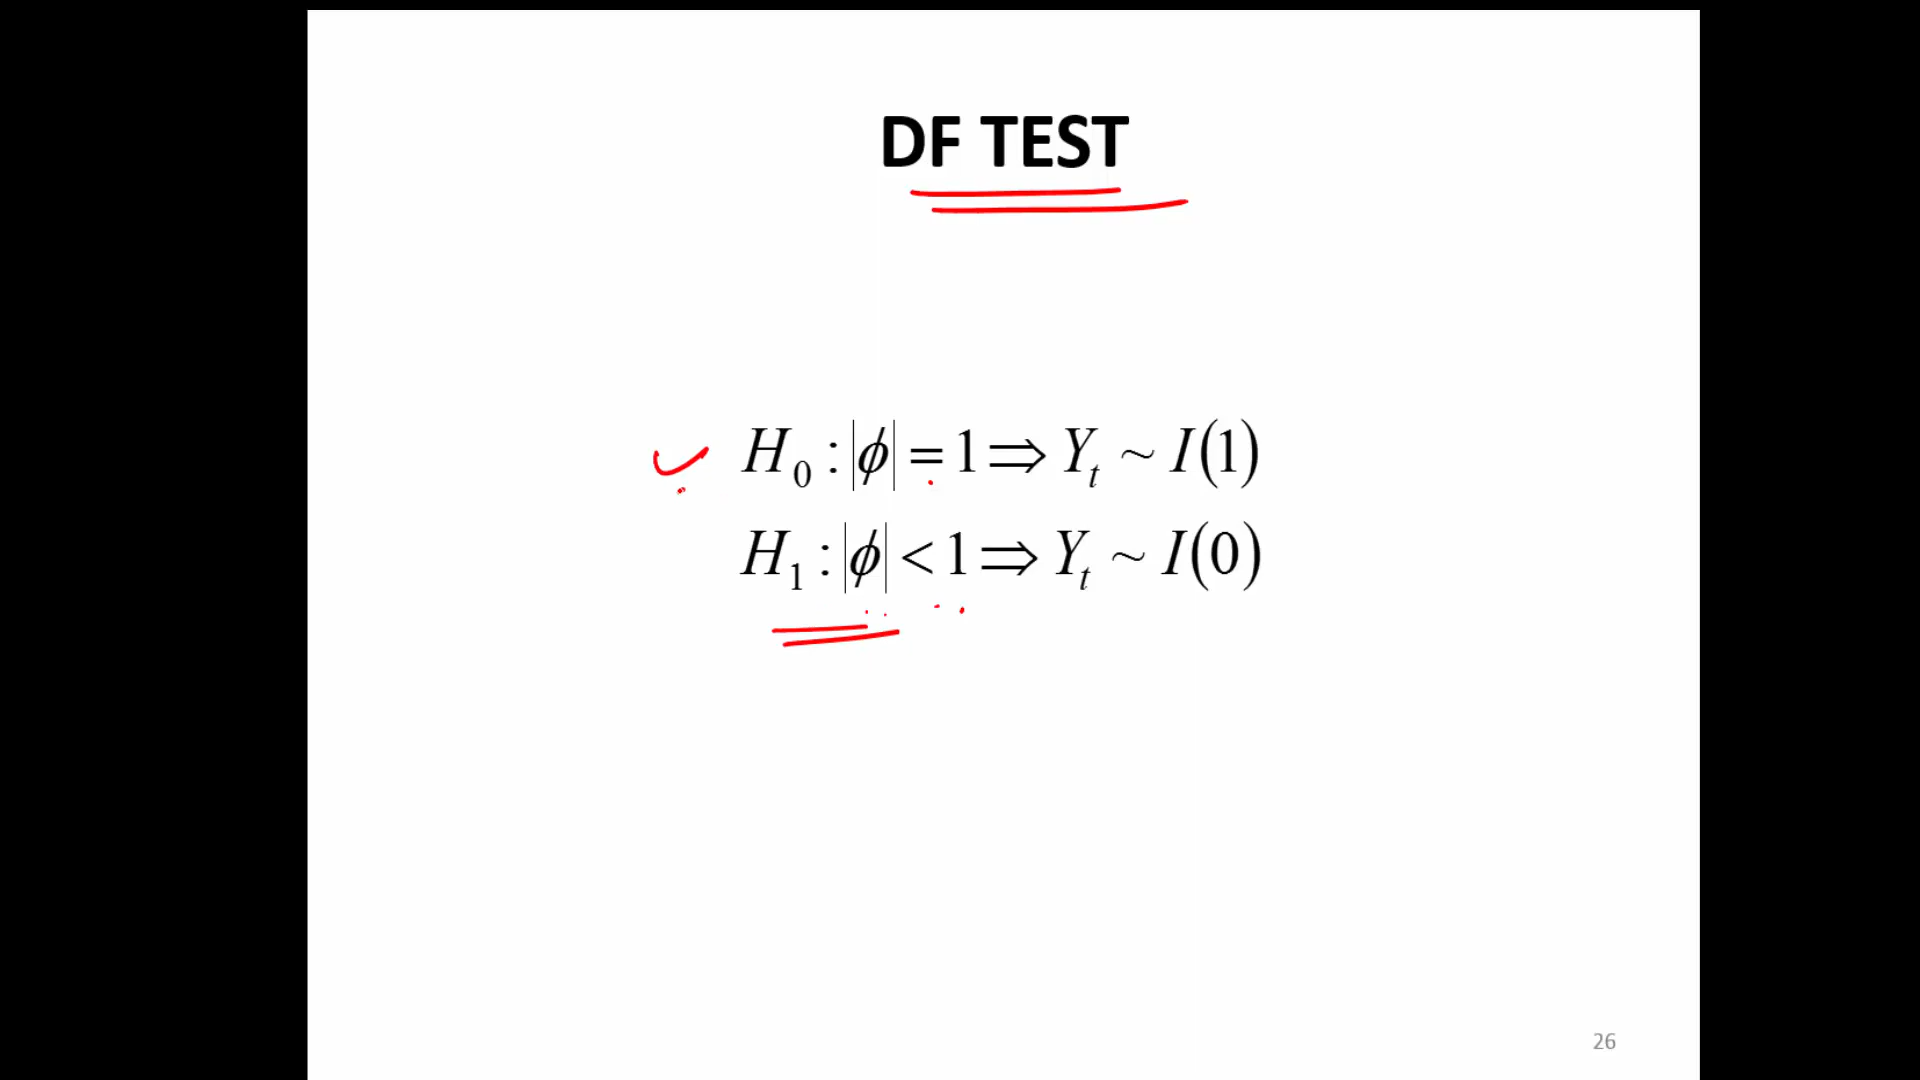 DF TEST
H₀ : |ϕ| = 1 ⇒ Yₜ ~ I(1)
H₁ : |ϕ| < 1 ⇒ Yₜ ~ I(0)
26